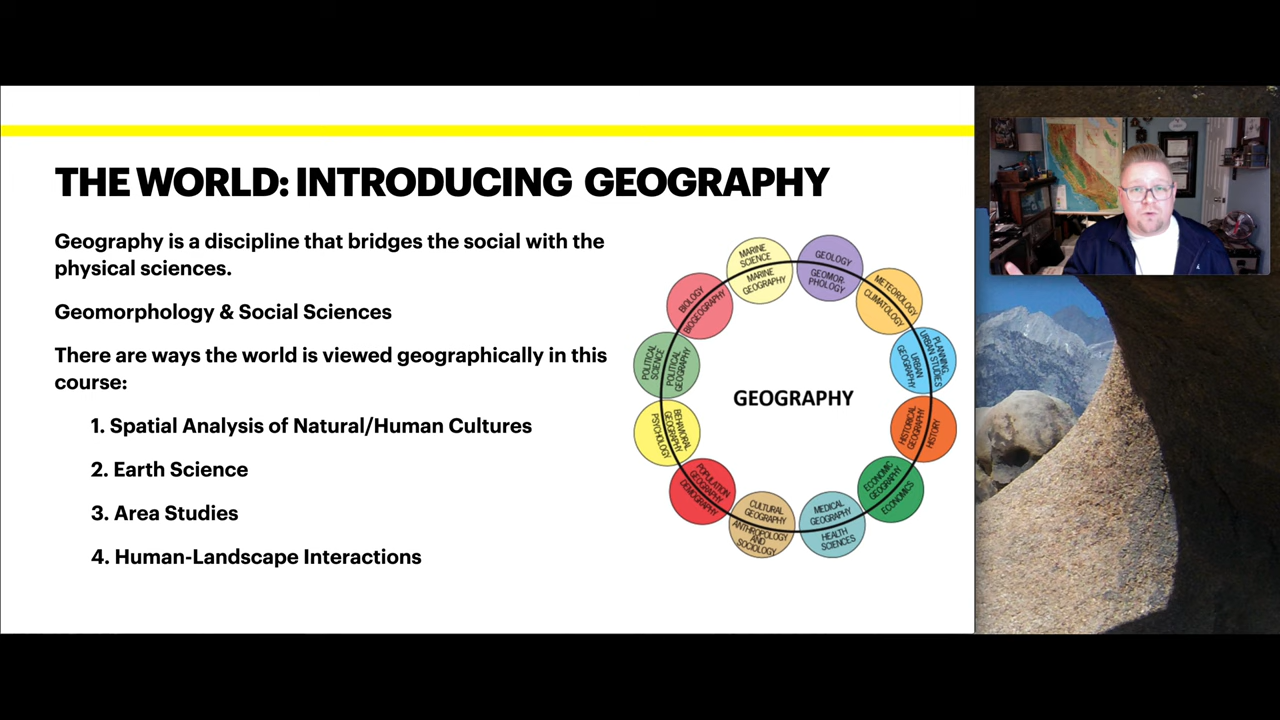 THE WORLD: INTRODUCING GEOGRAPHY
Geography is a discipline that bridges the social with the
physical sciences.
Geomorphology & Social Sciences
There are ways the world is viewed geographically in this
course:
1. Spatial Analysis of Natural/Human Cultures
2. Earth Science
3. Area Studies
4. Human-Landscape Interactions
GEOGRAPHY
MARINE
SCIENCE
MARINE
GEOGRAPHY
GEOLOGY
GEOMOR-
PHOLOGY
METEOROLOGY
CLIMATOLOGY
PLANNING,
URBAN STUDIES
URBAN
GEOGRAPHY
HISTORICAL
GEOGRAPHY
HISTORY
ECONOMIC
GEOGRAPHY
ECONOMICS
MEDICAL
GEOGRAPHY
HEALTH
SCIENCES
CULTURAL
GEOGRAPHY
ANTHROPOLOGY
AND
SOCIOLOGY
POPULATION
GEOGRAPHY
DEMOGRAPHY
BEHAVIORAL
GEOGRAPHY
PSYCHOLOGY
POLITICAL
SCIENCE
POLITICAL
GEOGRAPHY
BIOLOGY
BIOGEOGRAPHY